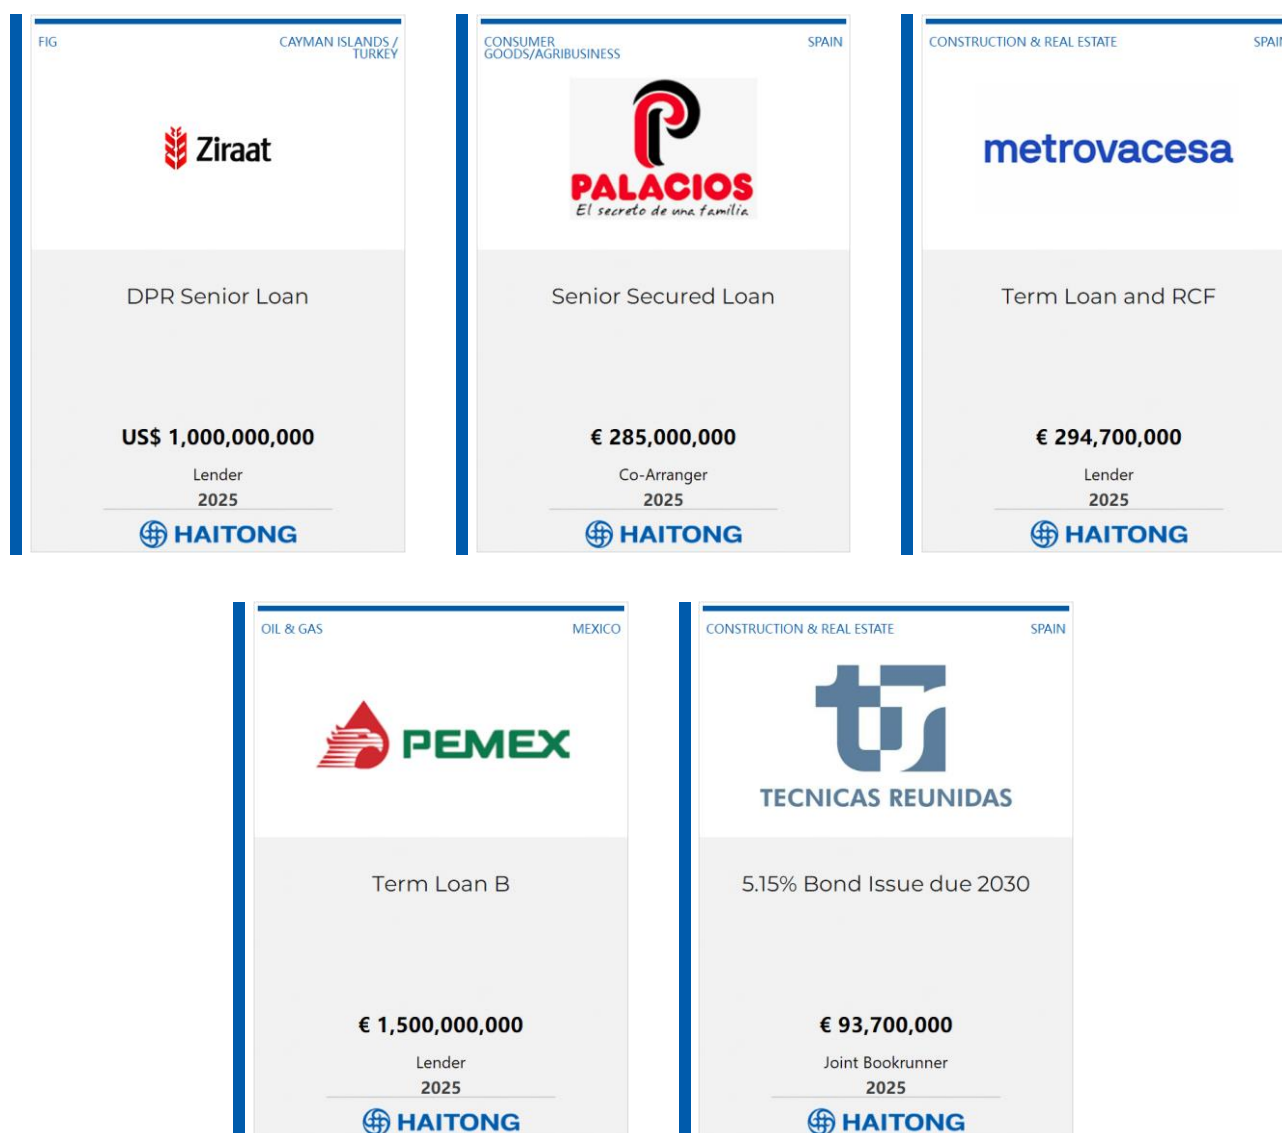 FIG
CAYMAN ISLANDS /
TURKEY
Ziraat
DPR Senior Loan
US$ 1,000,000,000
Lender
2025
HAITONG
CONSUMER
GOODS/AGRIBUSINESS
SPAIN
PALACIOS
El secreto de una familia
Senior Secured Loan
€ 285,000,000
Co-Arranger
2025
HAITONG
CONSTRUCTION & REAL ESTATE
SPAIN
metrovacesa
Term Loan and RCF
€ 294,700,000
Lender
2025
HAITONG
OIL & GAS
MEXICO
PEMEX
Term Loan B
€ 1,500,000,000
Lender
2025
HAITONG
CONSTRUCTION & REAL ESTATE
SPAIN
tr
TECNICAS REUNIDAS
5.15% Bond Issue due 2030
€ 93,700,000
Joint Bookrunner
2025
HAITONG